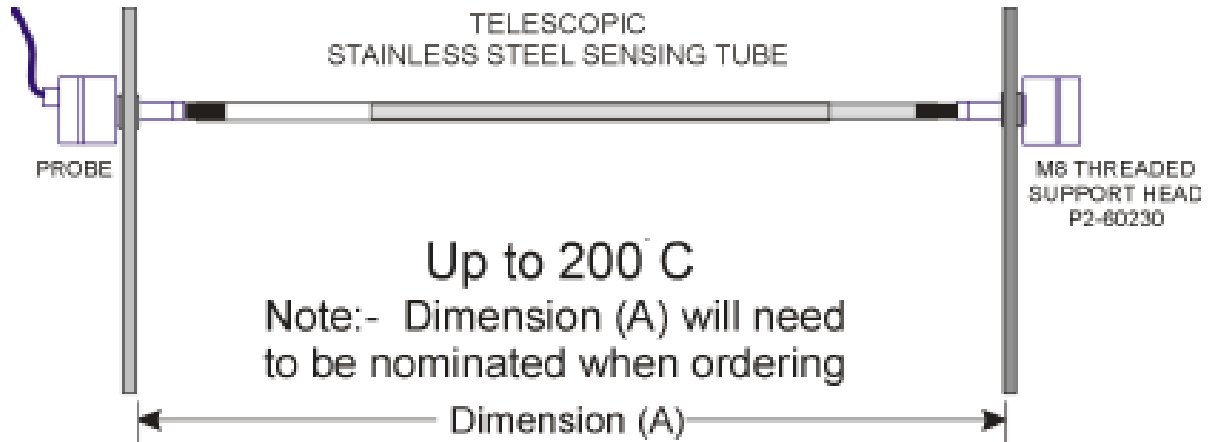 TELESCOPIC
STAINLESS STEEL SENSING TUBE
PROBE
M8 THREADED
SUPPORT HEAD
P2-60230
Up to 200°C
Note:- Dimension (A) will need
to be nominated when ordering
Dimension (A)